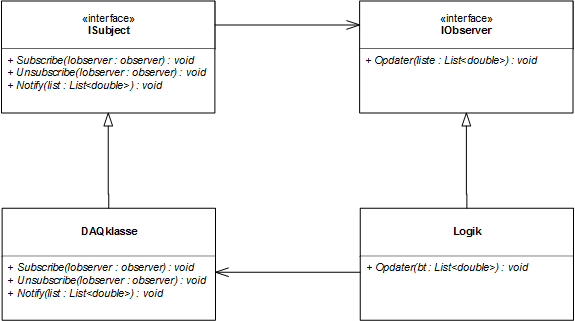 «interface»
ISubject
+ Subscribe(Iobserver : observer) : void
+ Unsubscribe(Iobserver : observer) : void
+ Notify(list : List<double>) : void
«interface»
IObserver
+ Opdater(liste : List<double>) : void
DAQklasse
+ Subscribe(Iobserver : observer) : void
+ Unsubscribe(Iobserver : observer) : void
+ Notify(list : List<double>) : void
Logik
+ Opdater(bt : List<double>) : void